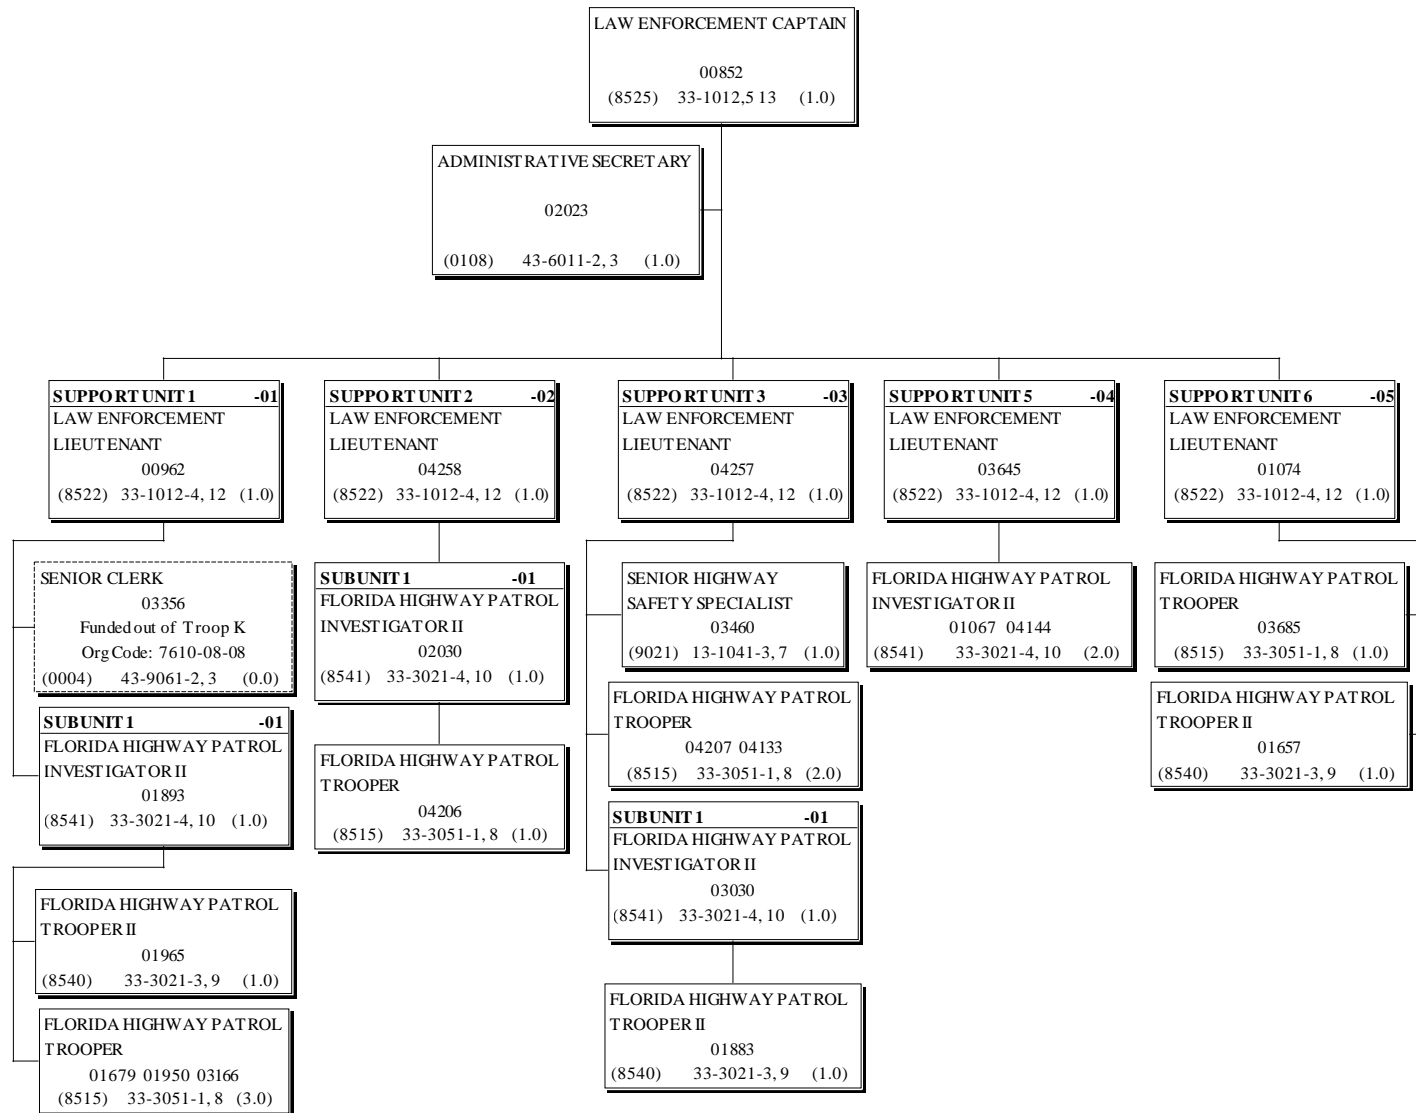 LAW ENFORCEMENT CAPTAIN
00852
(8525) 33-1012,5 13 (1.0)
ADMINISTRATIVE SECRETARY
02023
(0108) 43-6011-2, 3 (1.0)
SUPPORT UNIT 1 -01
LAW ENFORCEMENT
LIEUTENANT
00962
(8522) 33-1012-4, 12 (1.0)
SENIOR CLERK
03356
Funded out of Troop K
Org Code: 7610-08-08
(0004) 43-9061-2, 3 (0.0)
SUBUNIT 1 -01
FLORIDA HIGHWAY PATROL
INVESTIGATOR II
01893
(8541) 33-3021-4, 10 (1.0)
FLORIDA HIGHWAY PATROL
TROOPER II
01965
(8540) 33-3021-3, 9 (1.0)
FLORIDA HIGHWAY PATROL
TROOPER
01679 01950 03166
(8515) 33-3051-1, 8 (3.0)
SUPPORT UNIT 2 -02
LAW ENFORCEMENT
LIEUTENANT
04258
(8522) 33-1012-4, 12 (1.0)
SUBUNIT 1 -01
FLORIDA HIGHWAY PATROL
INVESTIGATOR II
02030
(8541) 33-3021-4, 10 (1.0)
FLORIDA HIGHWAY PATROL
TROOPER
04206
(8515) 33-3051-1, 8 (1.0)
SUPPORT UNIT 3 -03
LAW ENFORCEMENT
LIEUTENANT
04257
(8522) 33-1012-4, 12 (1.0)
SENIOR HIGHWAY
SAFETY SPECIALIST
03460
(9021) 13-1041-3, 7 (1.0)
FLORIDA HIGHWAY PATROL
TROOPER
04207 04133
(8515) 33-3051-1, 8 (2.0)
SUBUNIT 1 -01
FLORIDA HIGHWAY PATROL
INVESTIGATOR II
03030
(8541) 33-3021-4, 10 (1.0)
FLORIDA HIGHWAY PATROL
TROOPER II
01883
(8540) 33-3021-3, 9 (1.0)
SUPPORT UNIT 5 -04
LAW ENFORCEMENT
LIEUTENANT
03645
(8522) 33-1012-4, 12 (1.0)
FLORIDA HIGHWAY PATROL
INVESTIGATOR II
01067 04144
(8541) 33-3021-4, 10 (2.0)
SUPPORT UNIT 6 -05
LAW ENFORCEMENT
LIEUTENANT
01074
(8522) 33-1012-4, 12 (1.0)
FLORIDA HIGHWAY PATROL
TROOPER
03685
(8515) 33-3051-1, 8 (1.0)
FLORIDA HIGHWAY PATROL
TROOPER II
01657
(8540) 33-3021-3, 9 (1.0)